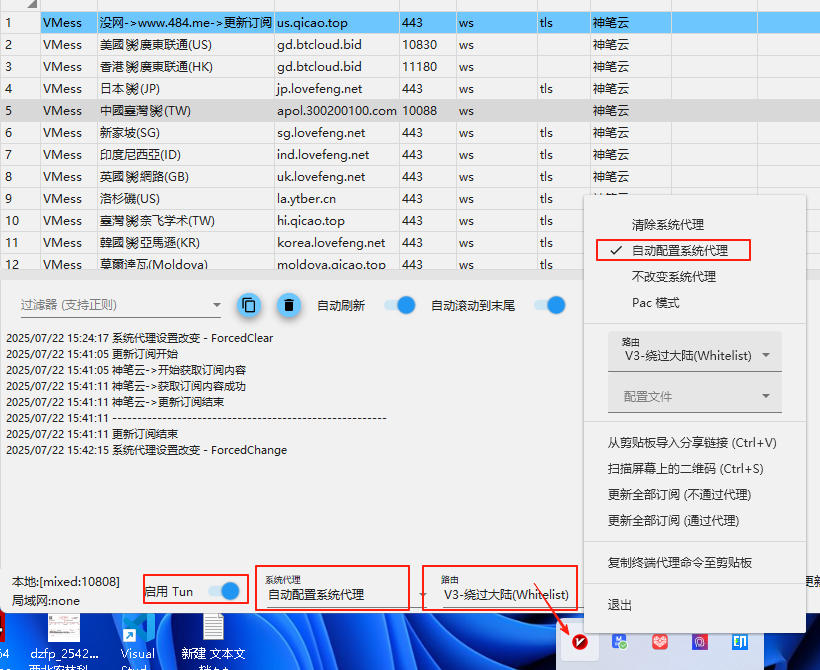 1 VMess 没网->www.484.me->更新订阅 us.qicao.top 443 ws tls 神笔云
2 VMess 美國廣東联通(US) gd.btcloud.bid 10830 ws 神笔云
3 VMess 香港廣東联通(HK) gd.btcloud.bid 11180 ws 神笔云
4 VMess 日本(JP) jp.lovefeng.net 443 ws tls 神笔云
5 VMess 中國臺灣(TW) apol.300200100.com 10088 ws 神笔云
6 VMess 新家坡(SG) sg.lovefeng.net 443 ws tls 神笔云
7 VMess 印度尼西亞(ID) ind.lovefeng.net 443 ws tls 神笔云
8 VMess 英國網路(GB) uk.lovefeng.net 443 ws tls 神笔云
9 VMess 洛杉磯(US) la.ytber.cn 443 ws tls
10 VMess 臺灣奈飞学术(TW) hi.qicao.top 443 ws tls
11 VMess 韓國亞馬遜(KR) korea.lovefeng.net 443 ws tls
12 VMess 莫爾達瓦(Moldova) moldova.qicao.top 443 ws tls
过滤器 (支持正则)
自动刷新
自动滚动到末尾
2025/07/22 15:24:17 系统代理设置改变 - ForcedClear
2025/07/22 15:41:05 更新订阅开始
2025/07/22 15:41:05 神笔云->开始获取订阅内容
2025/07/22 15:41:11 神笔云->获取订阅内容成功
2025/07/22 15:41:11 神笔云->更新订阅结束
2025/07/22 15:41:11 -------------------------------------------------------
2025/07/22 15:41:11 更新订阅结束
2025/07/22 15:42:15 系统代理设置改变 - ForcedChange
清除系统代理
自动配置系统代理
不改变系统代理
Pac 模式
路由
V3-绕过大陆(Whitelist)
配置文件
从剪贴板导入分享链接 (Ctrl+V)
扫描屏幕上的二维码 (Ctrl+S)
更新全部订阅 (不通过代理)
更新全部订阅 (通过代理)
复制终端代理命令至剪贴板
退出
本地:[mixed:10808]
局域网:none
启用 Tun
系统代理
自动配置系统代理
路由
V3-绕过大陆(Whitelist)
更新
64
dzfp_2542...
Visual
新建 文本文